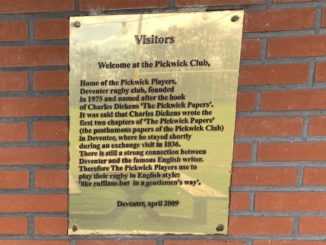 Visitors
Welcome at the Pickwick Club,
Home of the Pickwick Players,
Deventer rugby club, founded
in 1975 and named after the book
of Charles Dickens 'The Pickwick Papers'.
It was said that Charles Dickens wrote the
first two chapters of 'The Pickwick Papers'
(the posthumous papers of the Pickwick Club)
in Deventer, where he stayed shortly
during an exchange visit in 1836.
There is still a strong connection between
Deventer and the famous English writer.
Therefore The Pickwick Players use to
play their rugby in English style:
'like ruffians but in a gentlemen's way'.
Deventer, april 2009